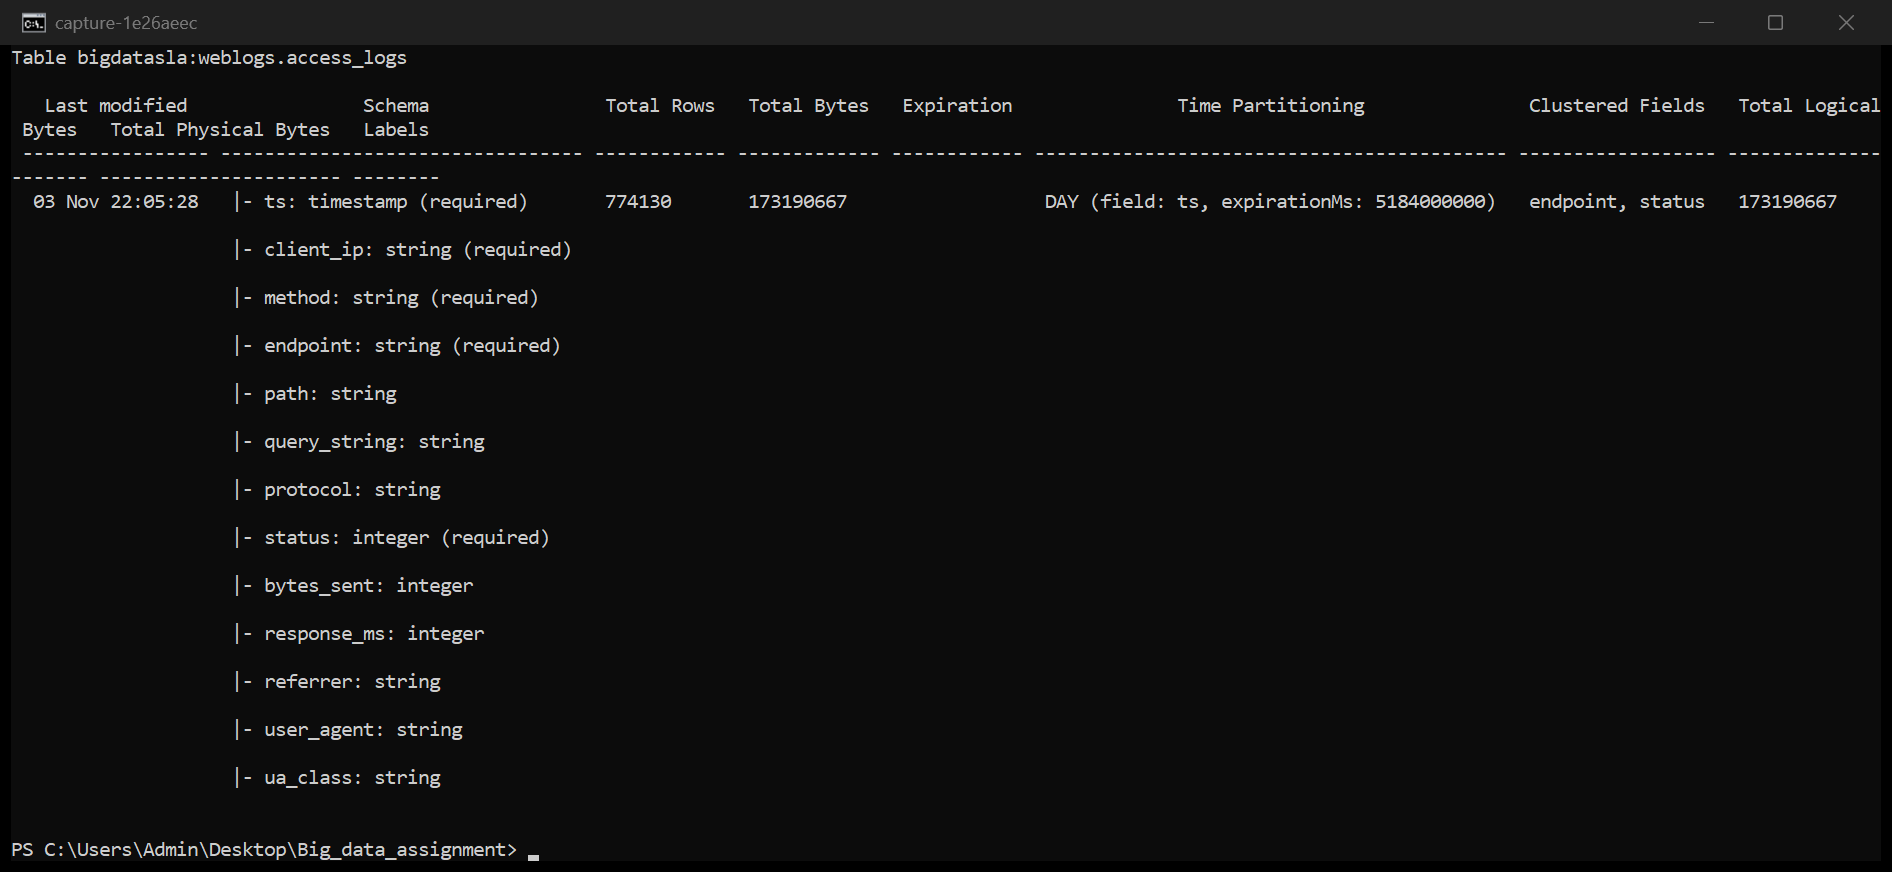 capture-1e26aeec
Table bigdatasla:weblogs.access_logs
   Last modified                Schema                Total Rows   Total Bytes   Expiration               Time Partitioning               Clustered Fields   Total Logical
 Bytes   Total Physical Bytes   Labels
 ----------------- --------------------------------- ------------ ------------- ------------ ------------------------------------------- ------------------ --------------
------- ---------------------- --------
  03 Nov 22:05:28   |- ts: timestamp (required)       774130       173190667                  DAY (field: ts, expirationMs: 5184000000)   endpoint, status   173190667
                    |- client_ip: string (required)
                    |- method: string (required)
                    |- endpoint: string (required)
                    |- path: string
                    |- query_string: string
                    |- protocol: string
                    |- status: integer (required)
                    |- bytes_sent: integer
                    |- response_ms: integer
                    |- referrer: string
                    |- user_agent: string
                    |- ua_class: string
PS C:\Users\Admin\Desktop\Big_data_assignment>